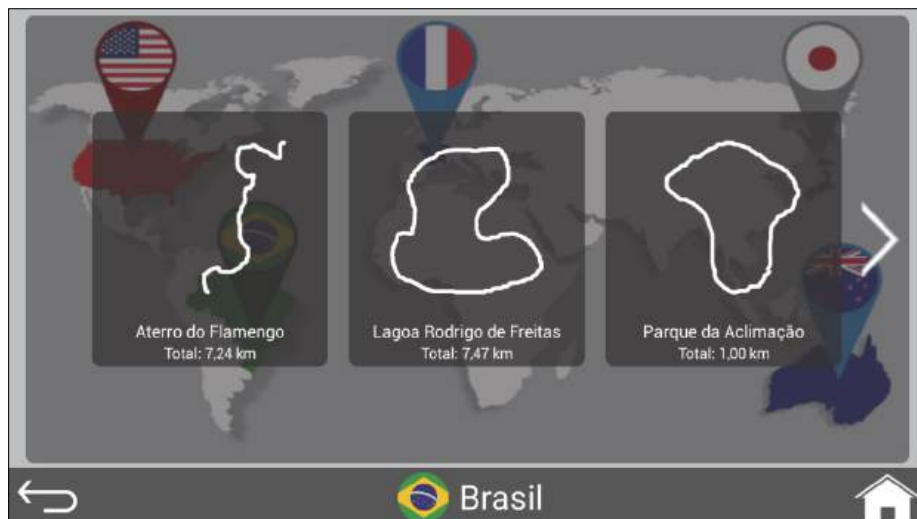 Aterro do Flamengo
Total: 7,24 km
Lagoa Rodrigo de Freitas
Total: 7,47 km
Parque da Aclimação
Total: 1,00 km
Brasil